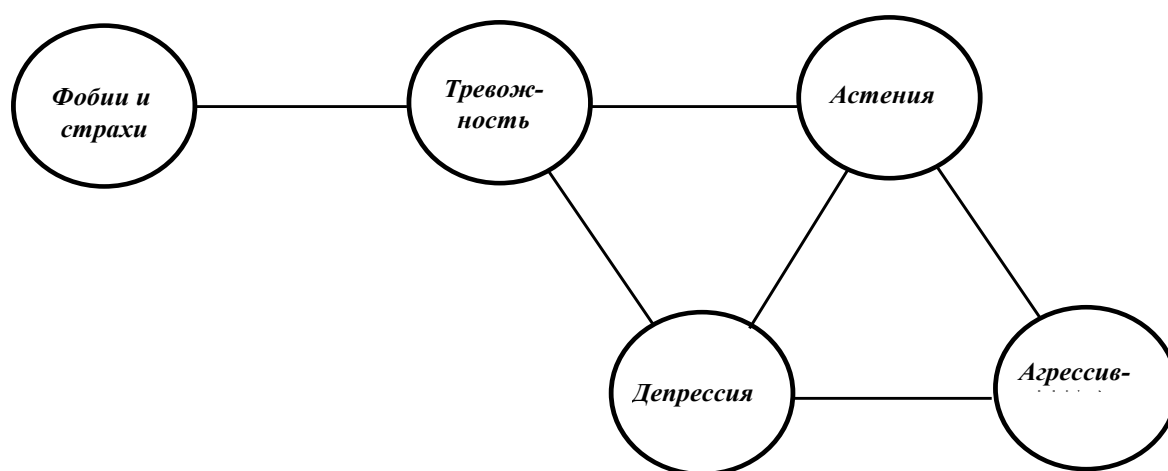 Фобии и
страхи
Тревож-
ность
Астения
Депрессия
Агрессив-